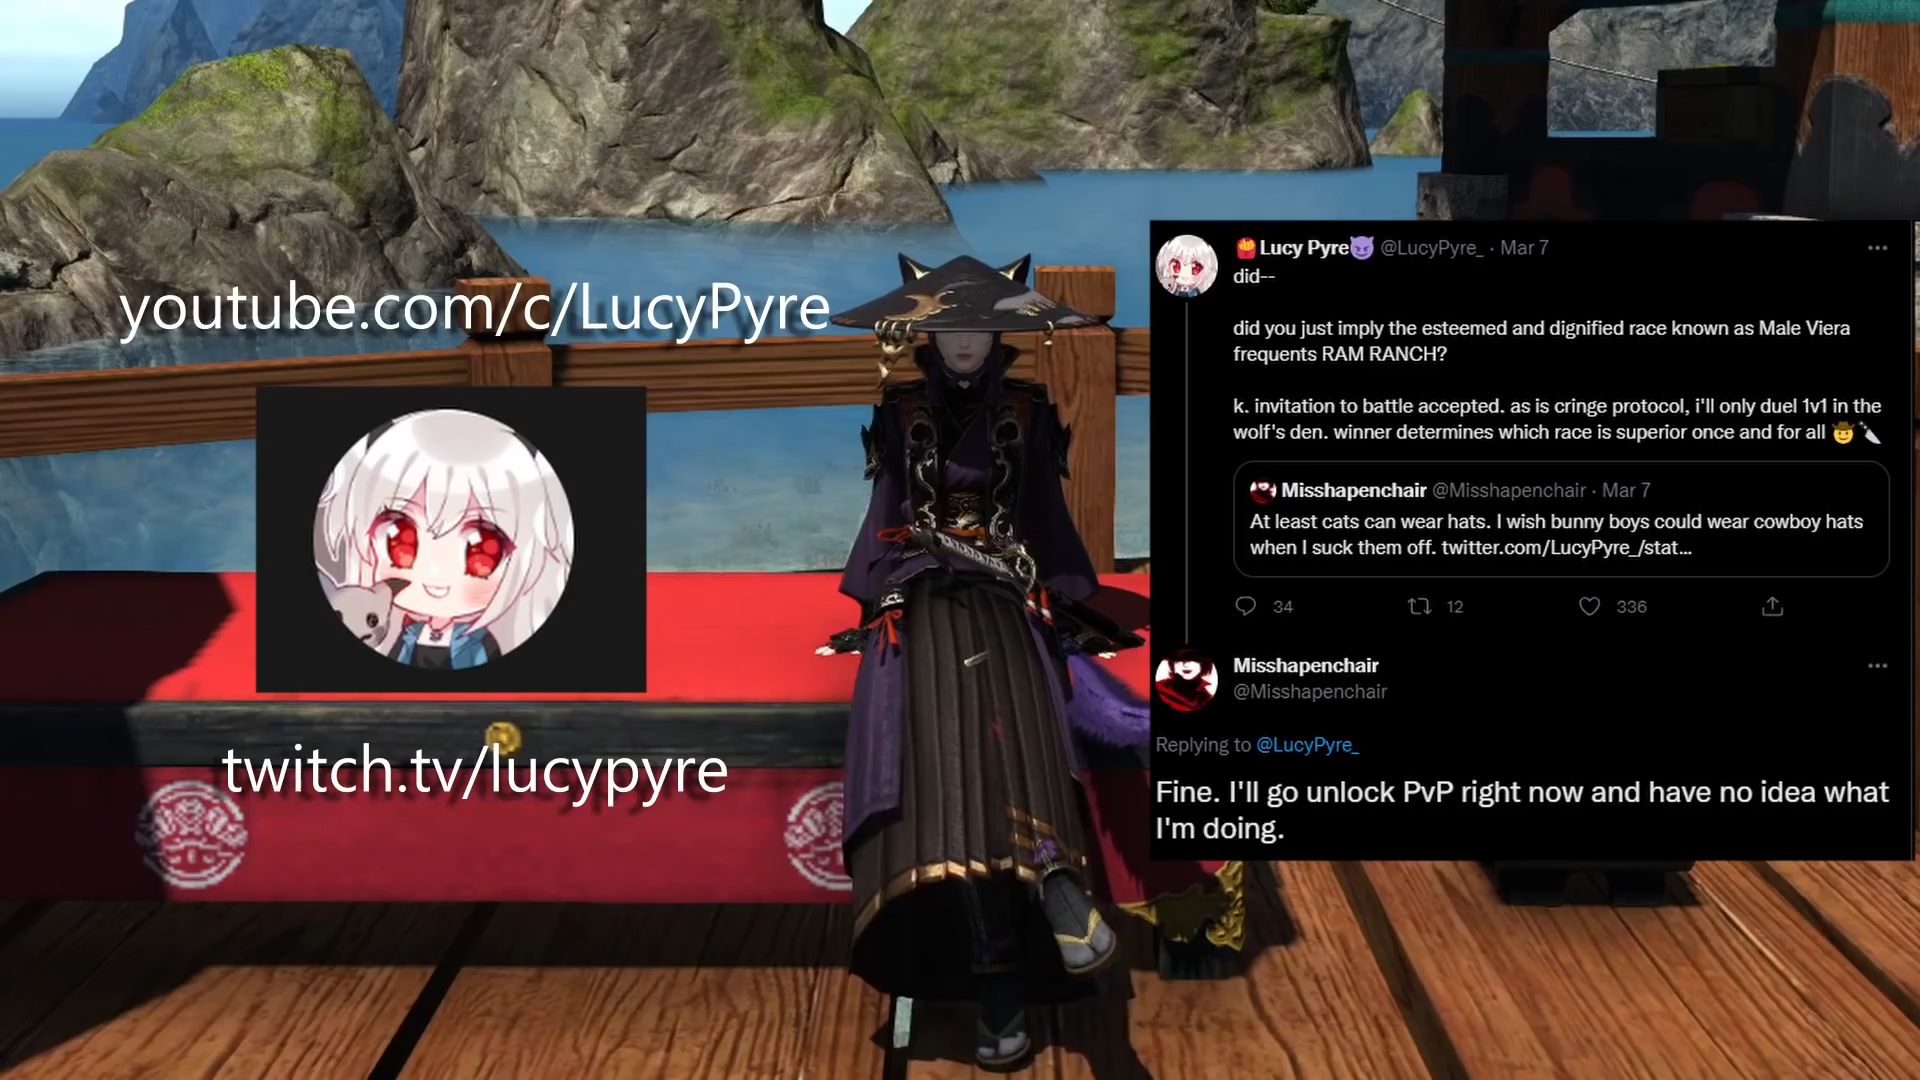 youtube.com/c/LucyPyre
twitch.tv/lucypyre
Lucy Pyre @LucyPyre_ · Mar 7
did--
did you just imply the esteemed and dignified race known as Male Viera
frequents RAM RANCH?
k. invitation to battle accepted. as is cringe protocol, i'll only duel 1v1 in the
wolf's den. winner determines which race is superior once and for all
Misshapenchair @Misshapenchair · Mar 7
At least cats can wear hats. I wish bunny boys could wear cowboy hats
when I suck them off. twitter.com/LucyPyre_/stat...
34 12 336
Misshapenchair
@Misshapenchair
Replying to @LucyPyre_
Fine. I'll go unlock PvP right now and have no idea what
I'm doing.